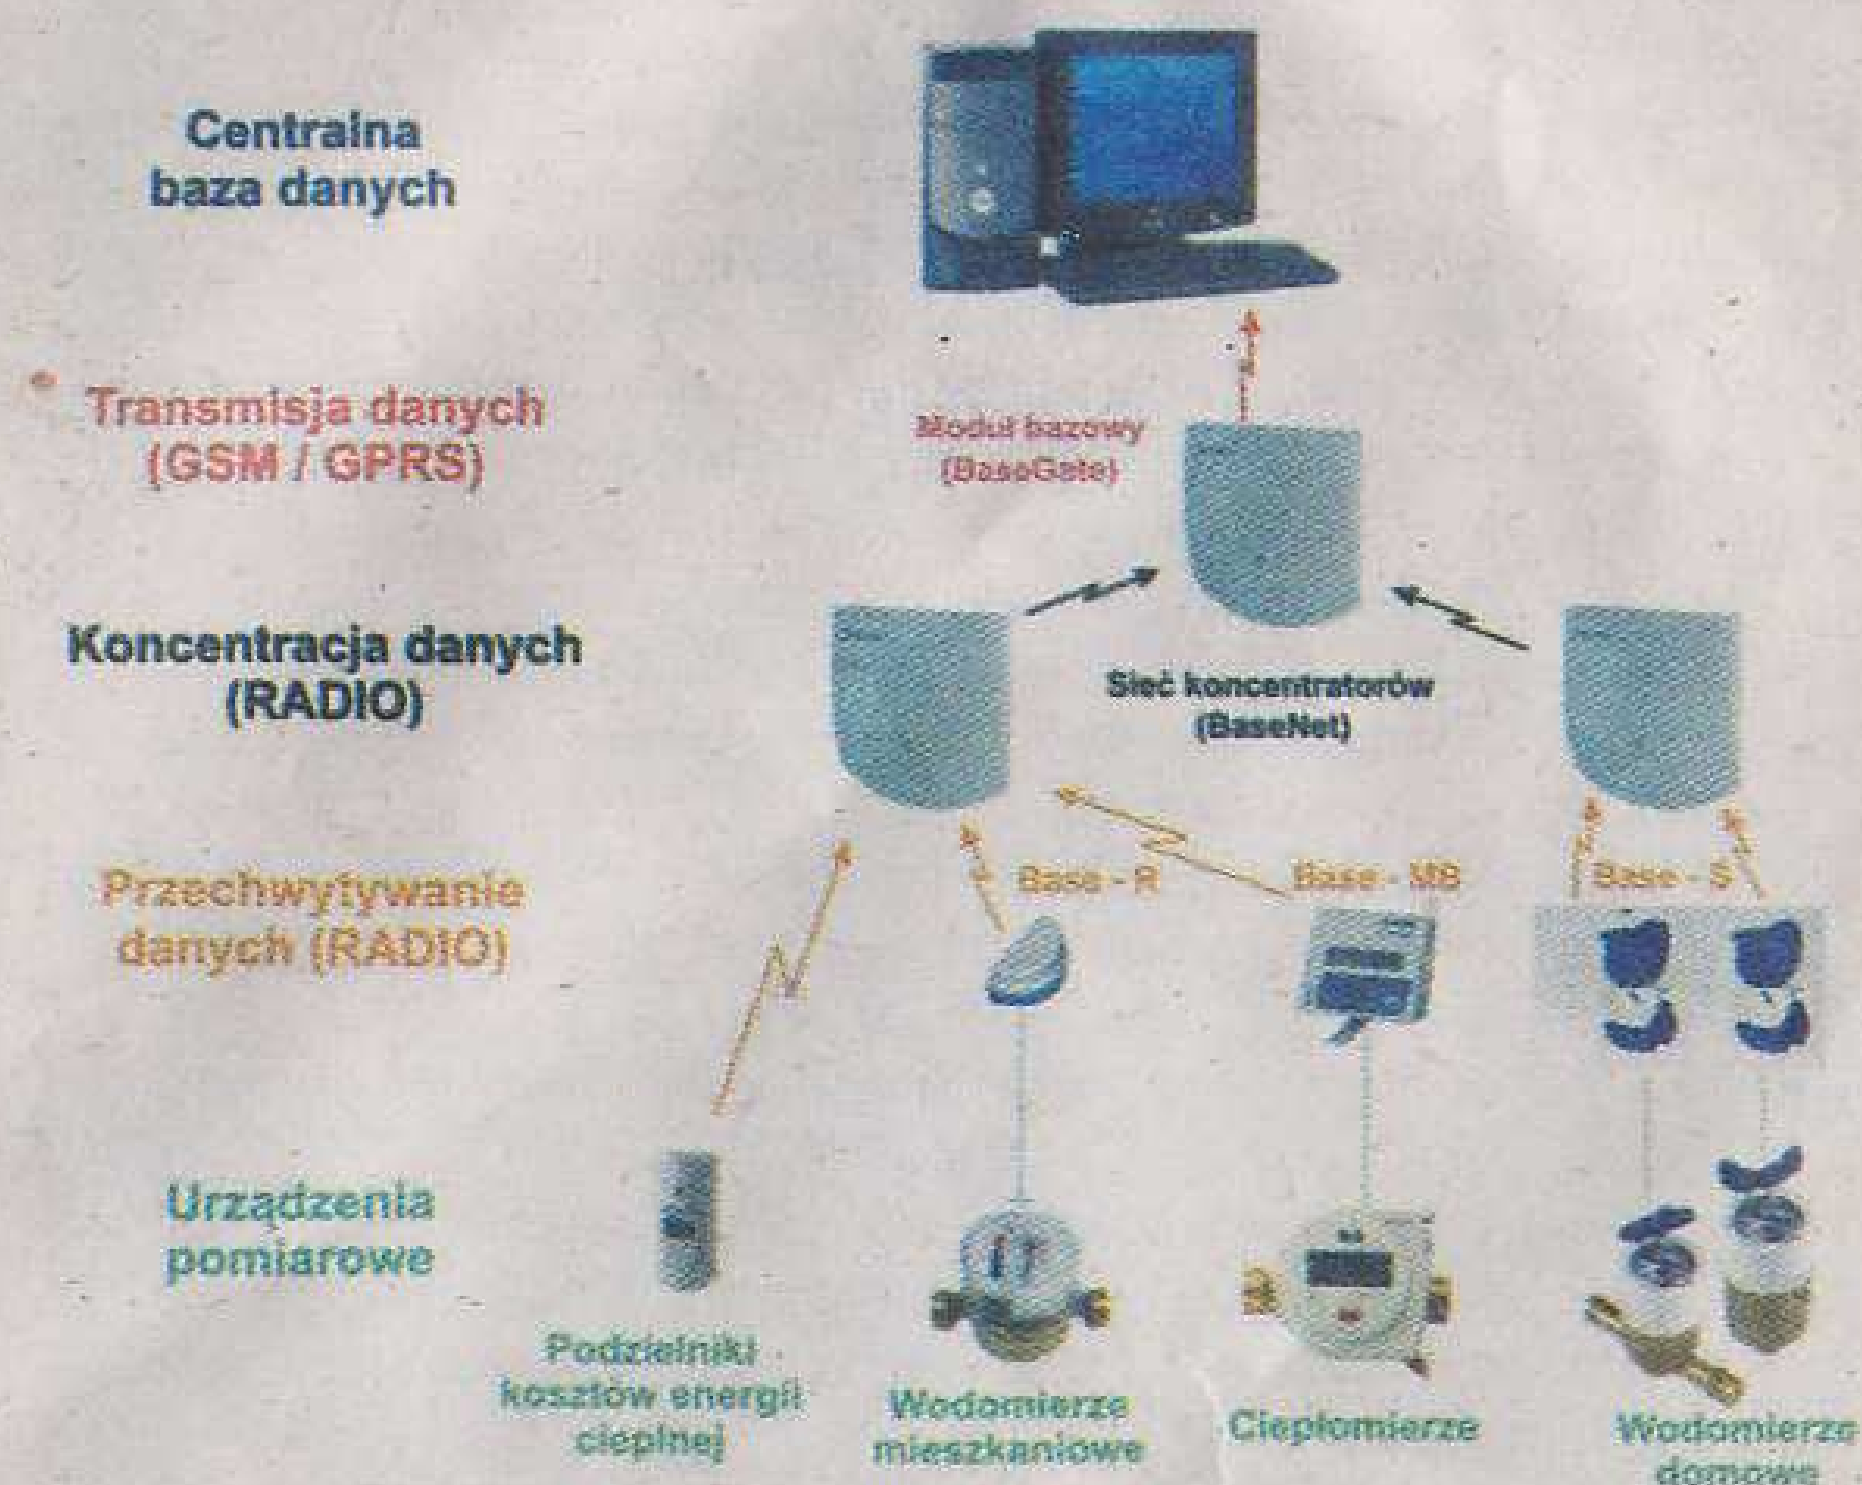 Centralna
baza danych
Transmisja danych
(GSM / GPRS)
Moduł bazowy
(BaseGate)
Koncentracja danych
(RADIO)
Sieć koncentratorów
(BaseNet)
Przechwytywanie
danych (RADIO)
Base - R
Base - MB
Base - S
Urządzenia
pomiarowe
Podzielniki
kosztów energii
cieplnej
Wodomierze
mieszkaniowe
Ciepłomierze
Wodomierze
domowe